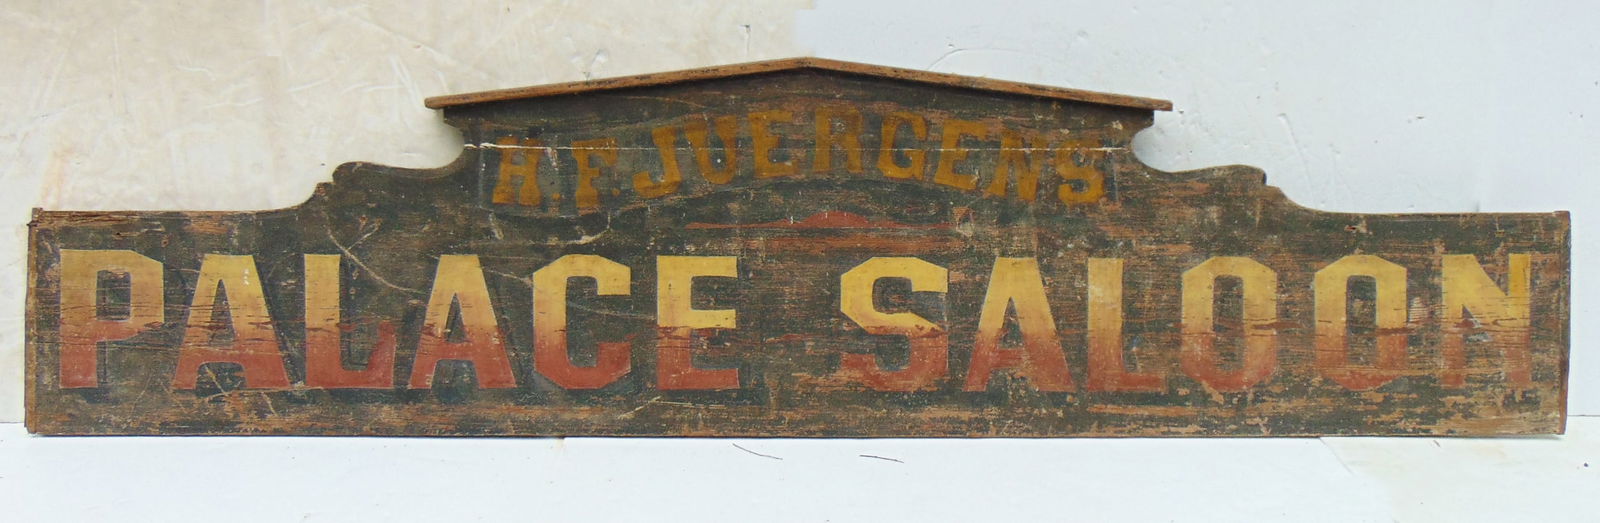 H.F. JUERGENS
PALACE SALOON